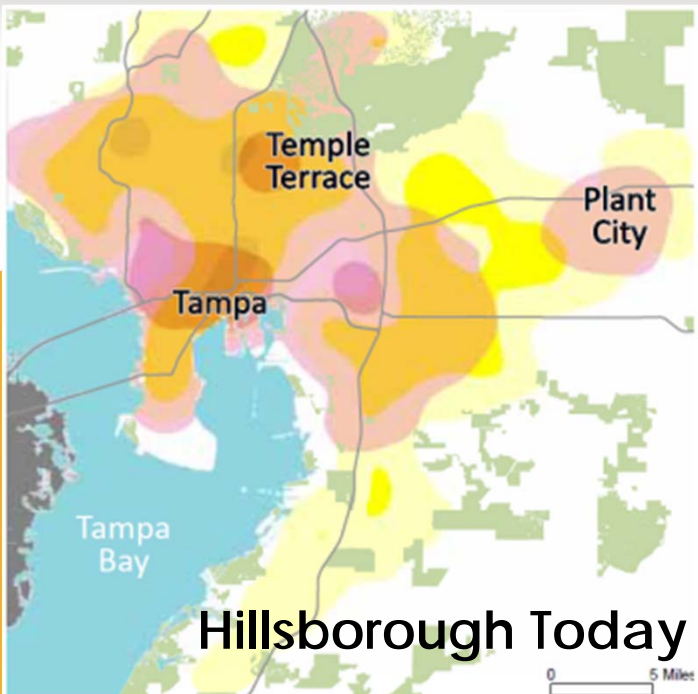 Temple
Terrace
Plant
City
Tampa
Tampa
Bay
Hillsborough Today
0 5 Miles